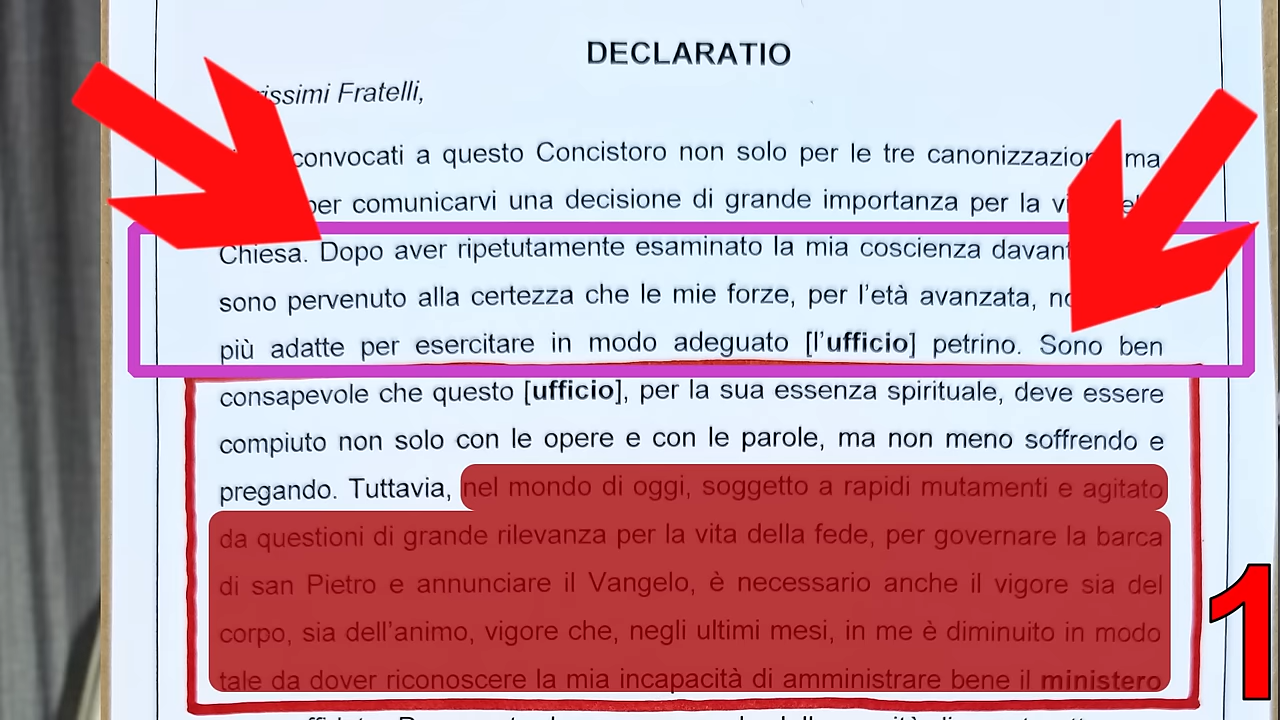 DECLARATIO
rissimi Fratelli,
convocati a questo Concistoro non solo per le tre canonizzazio ma
per comunicarvi una decisione di grande importanza per la vi
Chiesa. Dopo aver ripetutamente esaminato la mia coscienza davant
sono pervenuto alla certezza che le mie forze, per l'età avanzata,
più adatte per esercitare in modo adeguato [l'ufficio] petrino. Sono ben
consapevole che questo [ufficio], per la sua essenza spirituale, deve essere
compiuto non solo con le opere e con le parole, ma non meno soffrendo e
pregando. Tuttavia, nel mondo di oggi, soggetto a rapidi mutamenti e agitato
da questioni di grande rilevanza per la vita della fede, per governare la barca
di san Pietro e annunciare il Vangelo, è necessario anche il vigore sia del
corpo, sia dell'animo, vigore che, negli ultimi mesi, in me è diminuito in modo
tale da dover riconoscere la mia incapacità di amministrare bene il ministero
1